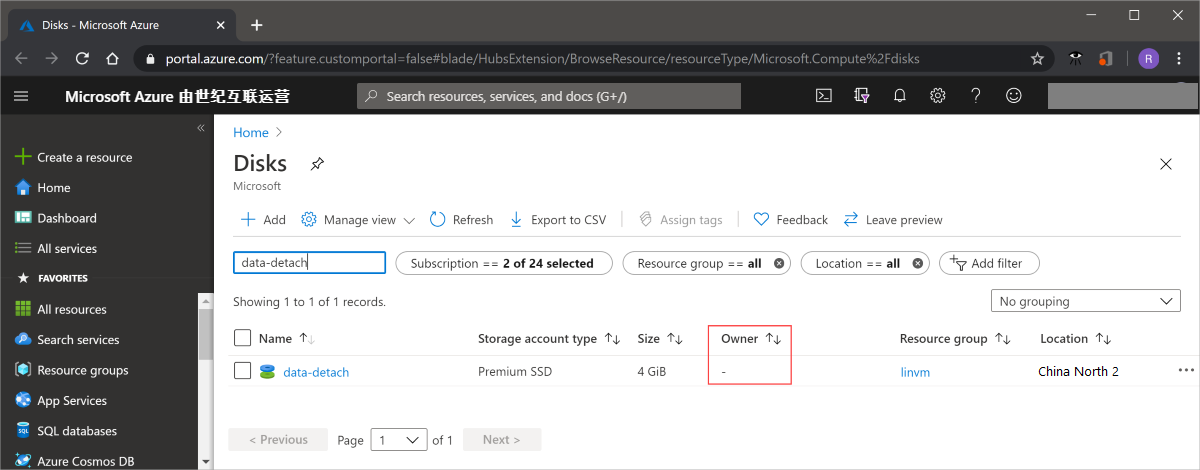 Disks - Microsoft Azure
portal.azure.com/?feature.customportal=false#blade/HubsExtension/BrowseResource/resourceType/Microsoft.Compute%2Fdisks
R
Microsoft Azure 由世纪互联运营
Search resources, services, and docs (G+/)
Create a resource
Home
Dashboard
All services
FAVORITES
All resources
Search services
Resource groups
App Services
SQL databases
Azure Cosmos DB
Home >
Disks
Microsoft
Add
Manage view
Refresh
Export to CSV
Assign tags
Feedback
Leave preview
data-detach
Subscription == 2 of 24 selected
Resource group == all
Location == all
Add filter
Showing 1 to 1 of 1 records.
No grouping
Name Storage account type Size Owner Resource group Location
data-detach Premium SSD 4 GiB - linvm China North 2
< Previous Page 1 of 1 Next >